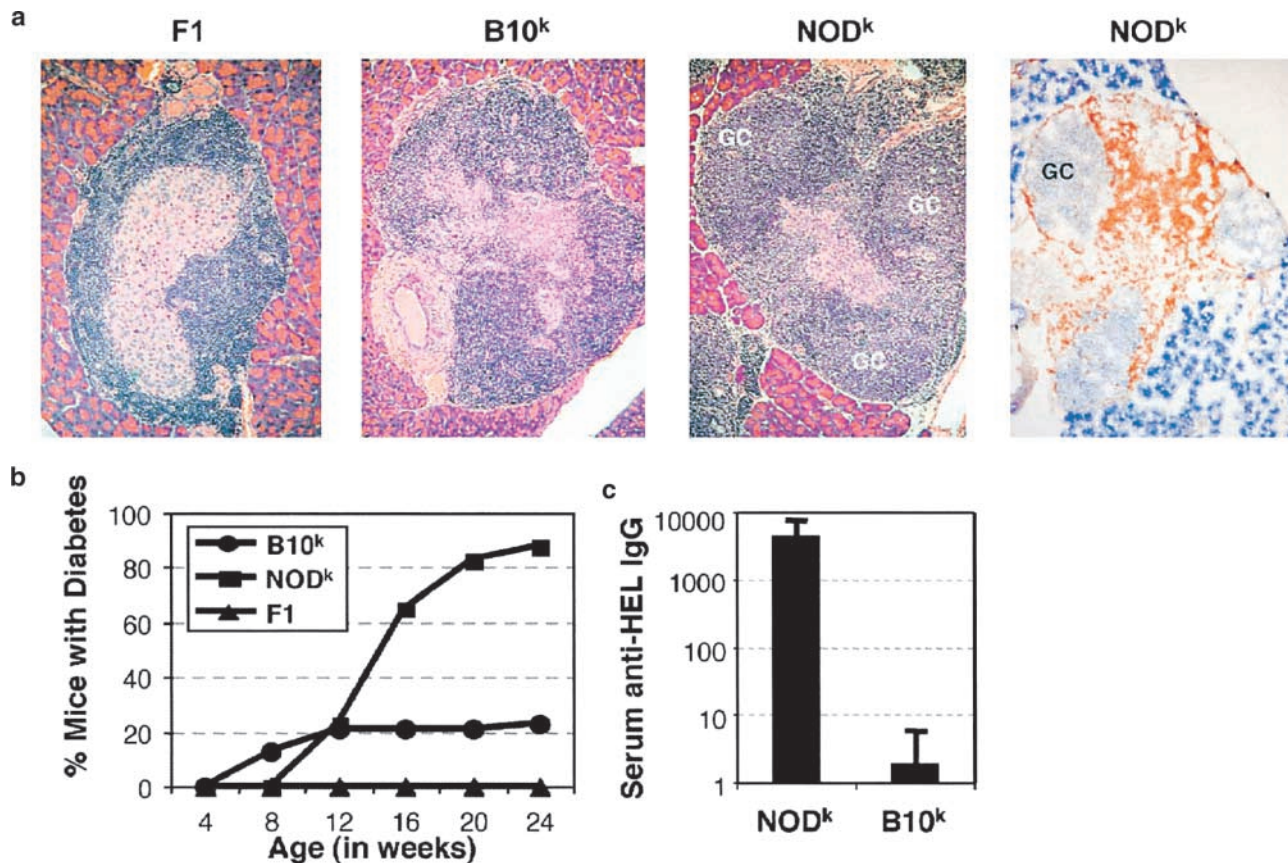 a
F1 B10ᵏ NODᵏ NODᵏ
GC GC GC GC
b
% Mice with Diabetes
100
80
60
40
20
0
B10ᵏ
NODᵏ
F1
4 8 12 16 20 24
Age (in weeks)
c
Serum anti-HEL IgG
10000
1000
100
10
1
NODᵏ B10ᵏ